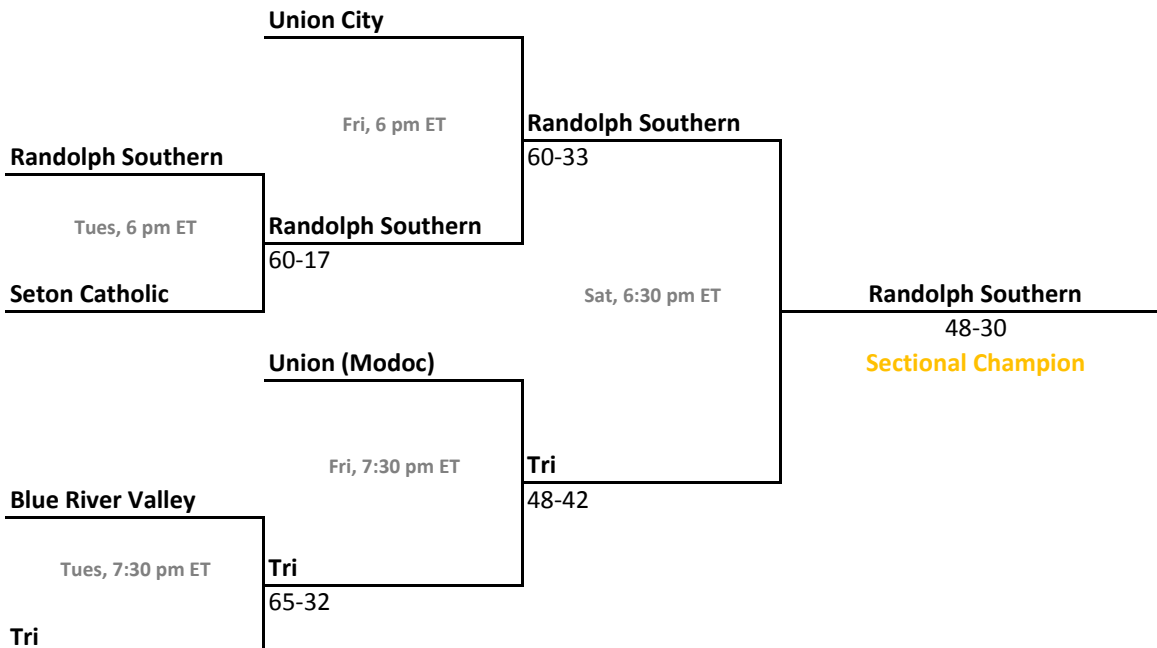 Union City
Fri, 6 pm ET
Randolph Southern
Randolph Southern
60-33
Tues, 6 pm ET
Randolph Southern
60-17
Seton Catholic
Sat, 6:30 pm ET
Randolph Southern
48-30
Union (Modoc)
Sectional Champion
Fri, 7:30 pm ET
Tri
Blue River Valley
48-42
Tues, 7:30 pm ET
Tri
65-32
Tri